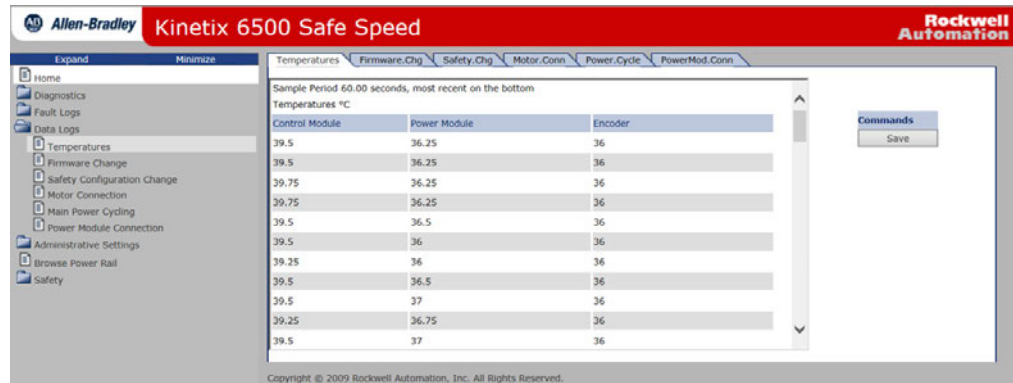 AB Allen-Bradley Kinetix 6500 Safe Speed Rockwell Automation
Expand Minimize
Home
Diagnostics
Fault Logs
Data Logs
Temperatures
Firmware Change
Safety Configuration Change
Motor Connection
Main Power Cycling
Power Module Connection
Administrative Settings
Browse Power Rail
Safety
Temperatures Firmware.Chg Safety.Chg Motor.Conn Power.Cycle PowerMod.Conn
Sample Period 60.00 seconds, most recent on the bottom
Temperatures °C
Control Module Power Module Encoder
39.5 36.25 36
39.5 36.25 36
39.75 36.25 36
39.75 36.25 36
39.5 36.5 36
39.5 36 36
39.25 36 36
39.5 36.5 36
39.5 37 36
39.25 36.75 36
39.5 37 36
Commands
Save
Copyright © 2009 Rockwell Automation, Inc. All Rights Reserved.